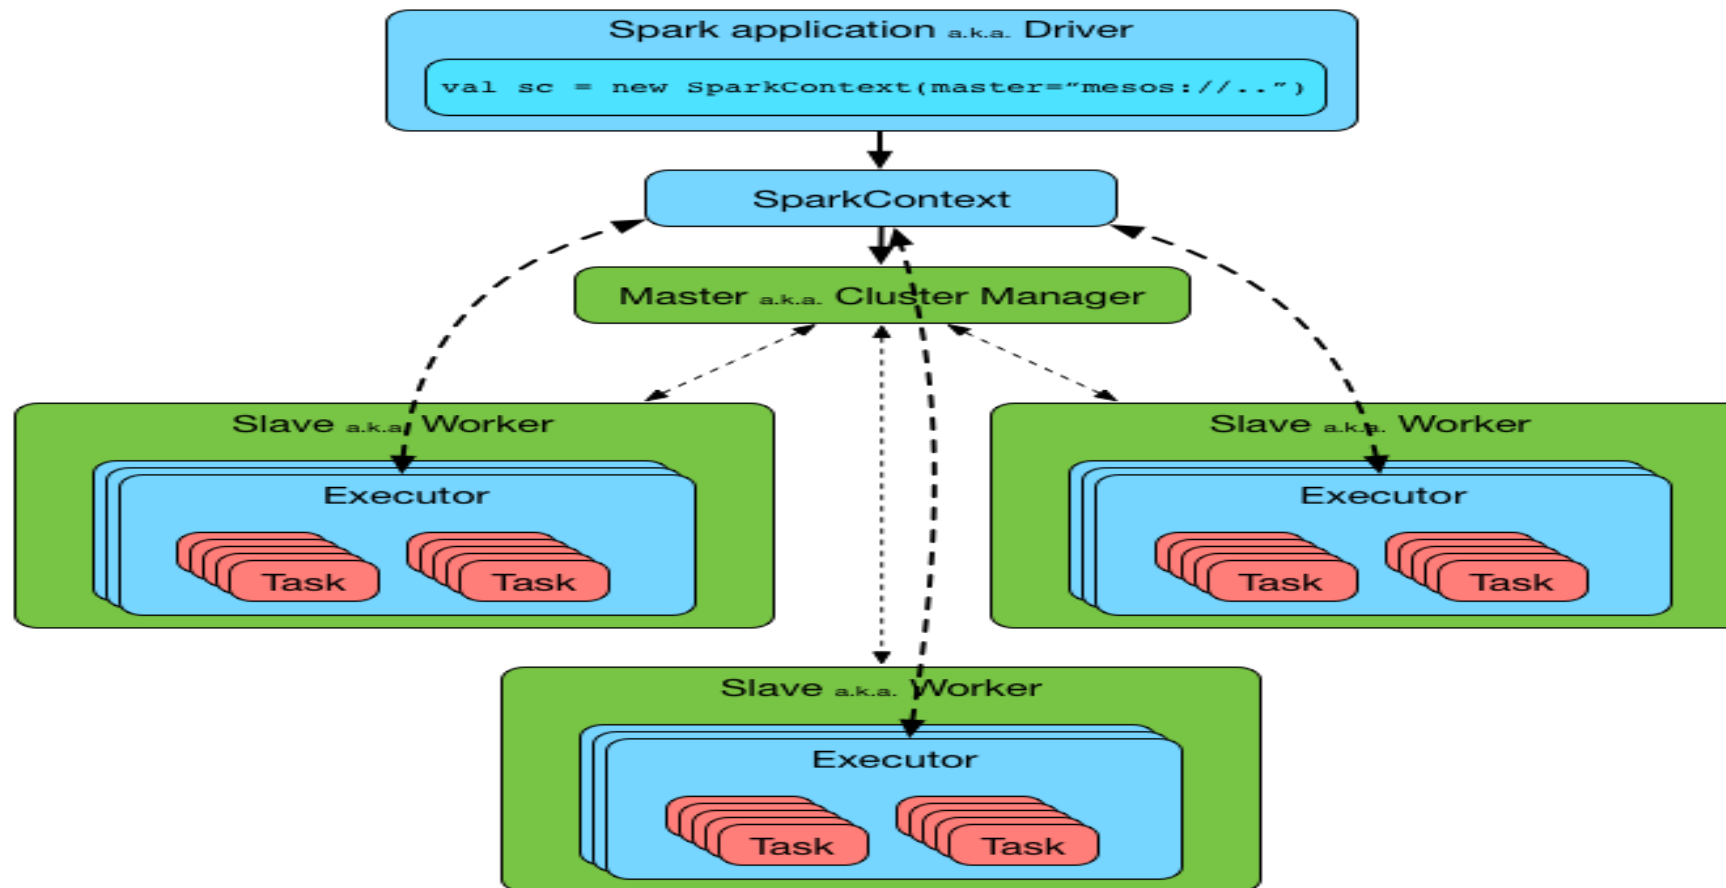 Spark application a.k.a. Driver
val sc = new SparkContext(master="mesos://..")
SparkContext
Master a.k.a. Cluster Manager
Slave a.k.a. Worker
Executor
Task
Task
Slave a.k.a. Worker
Executor
Task
Task
Slave a.k.a. Worker
Executor
Task
Task